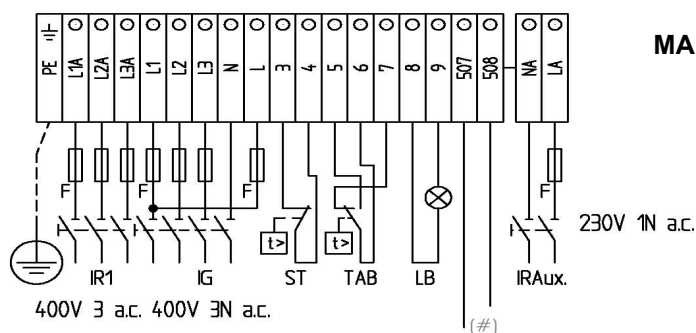 MA
PE L1A L2A L3A L1 L2 L3 N L 3 4 5 6 7 8 9 507 508 NA LA
F F F
t> t>
230V 1N a.c.
IR1 IG ST TAB LB IRAux.
400V 3 a.c. 400V 3N a.c.
(#)